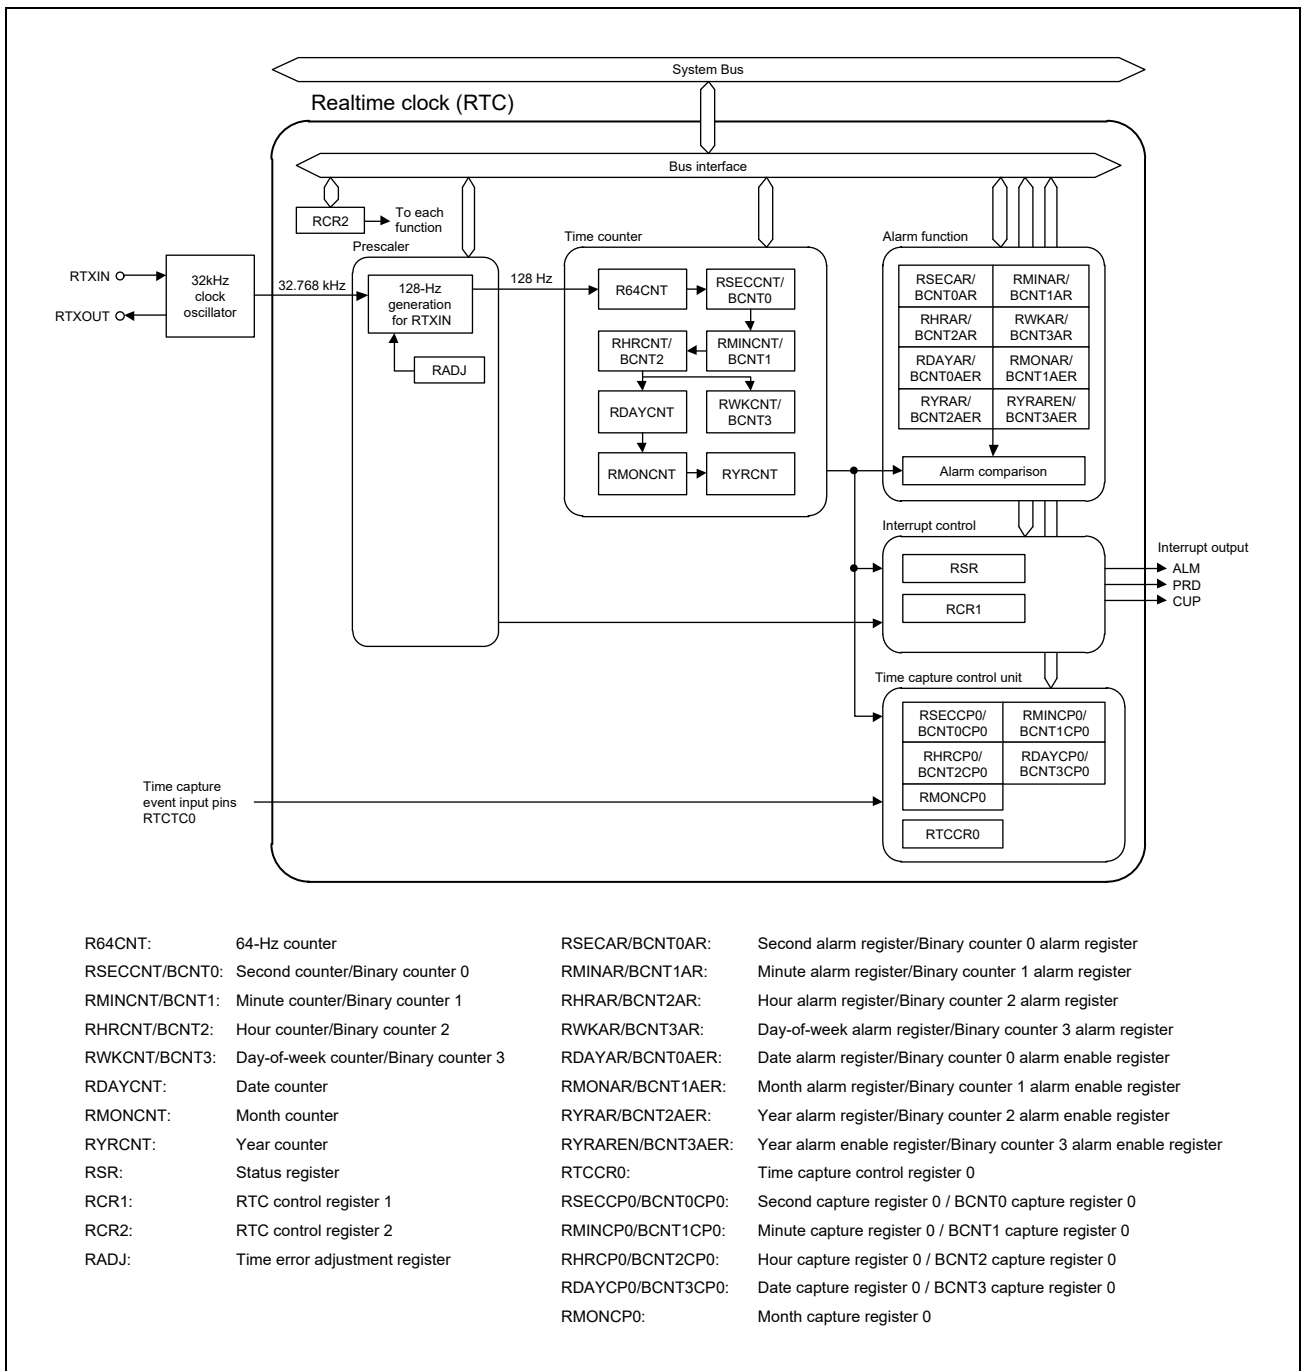 System Bus
Realtime clock (RTC)
Bus interface
RCR2
To each
function
Prescaler
Time counter
Alarm function
RTXIN
RTXOUT
32kHz
clock
oscillator
32.768 kHz
128-Hz
generation
for RTXIN
RADJ
128 Hz
R64CNT
RSECCNT/
BCNT0
RHRCNT/
BCNT2
RMINCNT/
BCNT1
RDAYCNT
RWKCNT/
BCNT3
RMONCNT
RYRCNT
RSECAR/
BCNT0AR
RMINAR/
BCNT1AR
RHRAR/
BCNT2AR
RWKAR/
BCNT3AR
RDAYAR/
BCNT0AER
RMONAR/
BCNT1AER
RYRAR/
BCNT2AER
RYRAREN/
BCNT3AER
Alarm comparison
Interrupt control
RSR
RCR1
Interrupt output
ALM
PRD
CUP
Time capture control unit
RSECCP0/
BCNT0CP0
RMINCP0/
BCNT1CP0
RHRCP0/
BCNT2CP0
RDAYCP0/
BCNT3CP0
RMONCP0
RTCCR0
Time capture
event input pins
RTCTC0
R64CNT: 64-Hz counter
RSECCNT/BCNT0: Second counter/Binary counter 0
RMINCNT/BCNT1: Minute counter/Binary counter 1
RHRCNT/BCNT2: Hour counter/Binary counter 2
RWKCNT/BCNT3: Day-of-week counter/Binary counter 3
RDAYCNT: Date counter
RMONCNT: Month counter
RYRCNT: Year counter
RSR: Status register
RCR1: RTC control register 1
RCR2: RTC control register 2
RADJ: Time error adjustment register
RSECAR/BCNT0AR: Second alarm register/Binary counter 0 alarm register
RMINAR/BCNT1AR: Minute alarm register/Binary counter 1 alarm register
RHRAR/BCNT2AR: Hour alarm register/Binary counter 2 alarm register
RWKAR/BCNT3AR: Day-of-week alarm register/Binary counter 3 alarm register
RDAYAR/BCNT0AER: Date alarm register/Binary counter 0 alarm enable register
RMONAR/BCNT1AER: Month alarm register/Binary counter 1 alarm enable register
RYRAR/BCNT2AER: Year alarm register/Binary counter 2 alarm enable register
RYRAREN/BCNT3AER: Year alarm enable register/Binary counter 3 alarm enable register
RTCCR0: Time capture control register 0
RSECCP0/BCNT0CP0: Second capture register 0 / BCNT0 capture register 0
RMINCP0/BCNT1CP0: Minute capture register 0 / BCNT1 capture register 0
RHRCP0/BCNT2CP0: Hour capture register 0 / BCNT2 capture register 0
RDAYCP0/BCNT3CP0: Date capture register 0 / BCNT3 capture register 0
RMONCP0: Month capture register 0